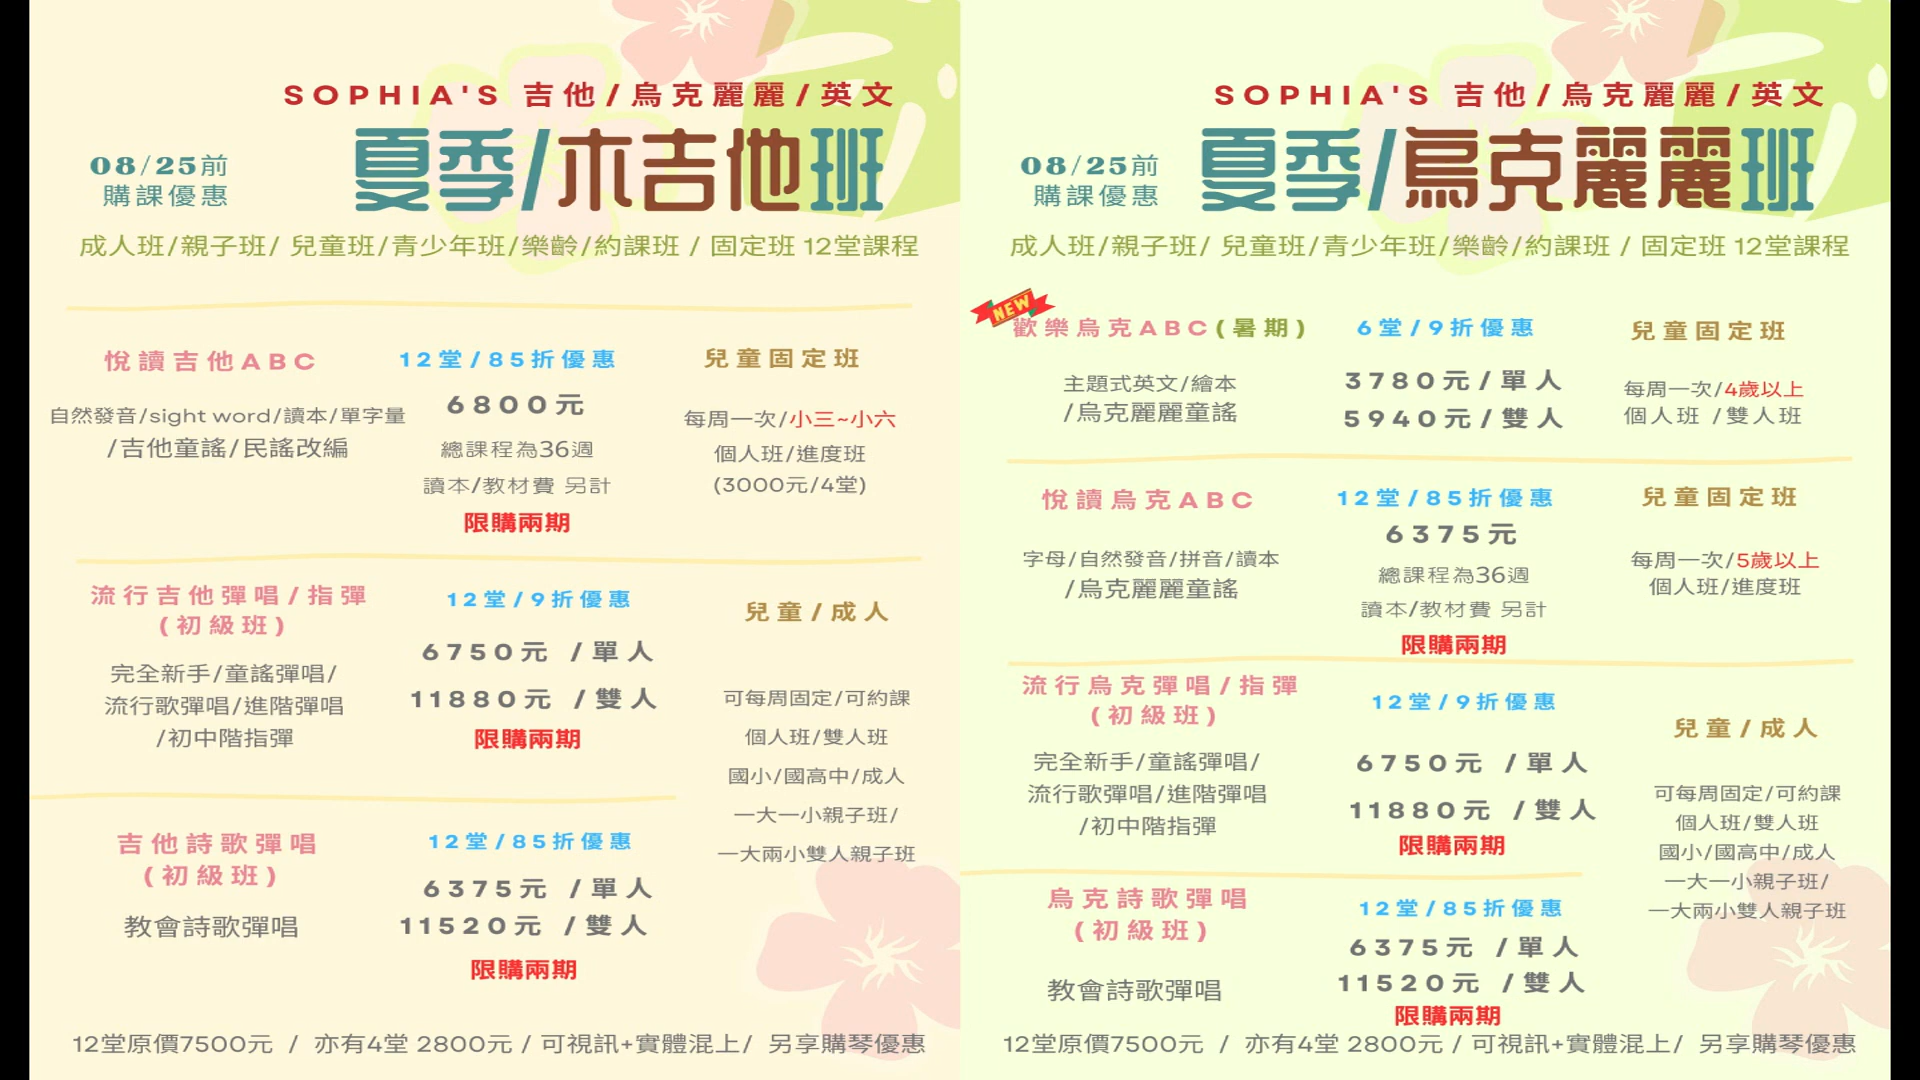 SOPHIA'S 吉他/烏克麗麗/英文
08/25前
購課優惠
夏季/木吉他班
成人班/親子班/ 兒童班/青少年班/樂齡/約課班 / 固定班 12堂課程
悅讀吉他ABC
12堂/85折優惠
兒童固定班
自然發音/sight word/讀本/單字量
/吉他童謠/民謠改編
6800元
總課程為36週
讀本/教材費 另計
限購兩期
每周一次/小三~小六
個人班/進度班
(3000元/4堂)
流行吉他彈唱/指彈
(初級班)
12堂/9折優惠
兒童/成人
完全新手/童謠彈唱/
流行歌彈唱/進階彈唱
/初中階指彈
6750元 /單人
11880元 /雙人
限購兩期
可每周固定/可約課
個人班/雙人班
國小/國高中/成人
一大一小親子班/
一大兩小雙人親子班
吉他詩歌彈唱
(初級班)
12堂/85折優惠
教會詩歌彈唱
6375元 /單人
11520元 /雙人
限購兩期
12堂原價7500元 / 亦有4堂 2800元 / 可視訊+實體混上/ 另享購琴優惠
SOPHIA'S 吉他/烏克麗麗/英文
08/25前
購課優惠
夏季/烏克麗麗班
成人班/親子班/ 兒童班/青少年班/樂齡/約課班 / 固定班 12堂課程
NEW
歡樂烏克ABC(暑期)
6堂/9折優惠
兒童固定班
主題式英文/繪本
/烏克麗麗童謠
3780元/單人
5940元/雙人
每周一次/4歲以上
個人班 /雙人班
悅讀烏克ABC
12堂/85折優惠
兒童固定班
字母/自然發音/拼音/讀本
/烏克麗麗童謠
6375元
總課程為36週
讀本/教材費 另計
限購兩期
每周一次/5歲以上
個人班/進度班
流行烏克彈唱/指彈
(初級班)
12堂/9折優惠
兒童/成人
完全新手/童謠彈唱/
流行歌彈唱/進階彈唱
/初中階指彈
6750元 /單人
11880元 /雙人
限購兩期
可每周固定/可約課
個人班/雙人班
國小/國高中/成人
一大一小親子班/
一大兩小雙人親子班
烏克詩歌彈唱
(初級班)
12堂/85折優惠
教會詩歌彈唱
6375元 /單人
11520元 /雙人
限購兩期
12堂原價7500元 / 亦有4堂 2800元 / 可視訊+實體混上/ 另享購琴優惠